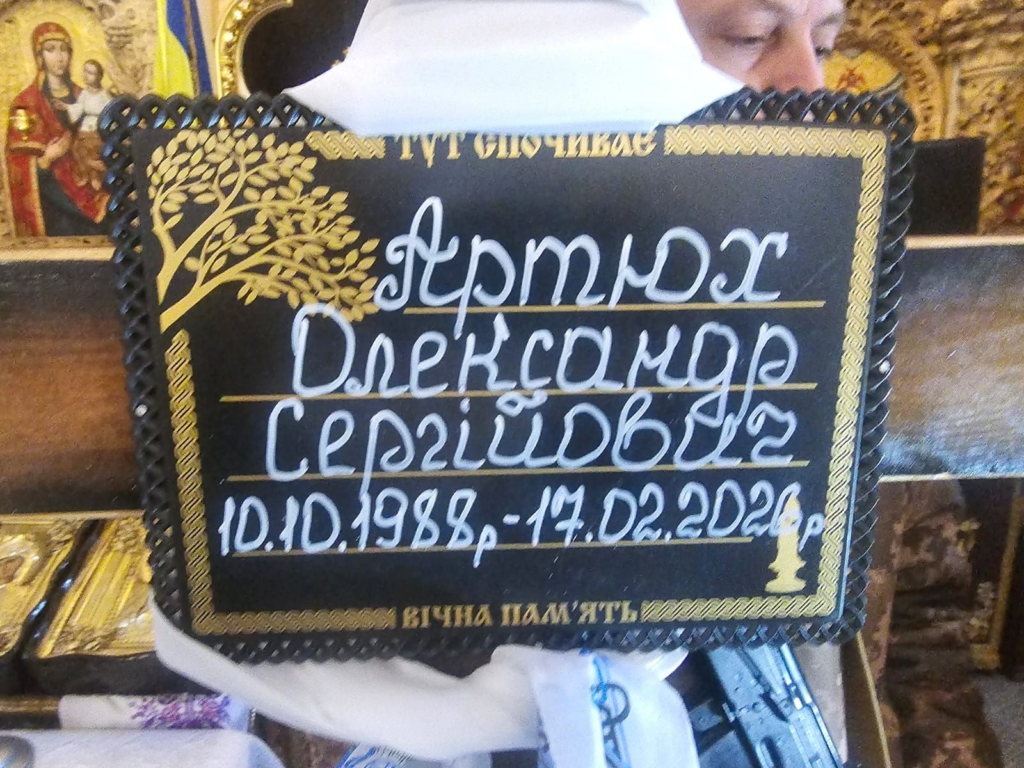 ТУТ СПОЧИВАЄ
Артюх
Олександр
Сергійович
10.10.1988р-17.02.2026р
ВІЧНА ПАМ'ЯТЬ